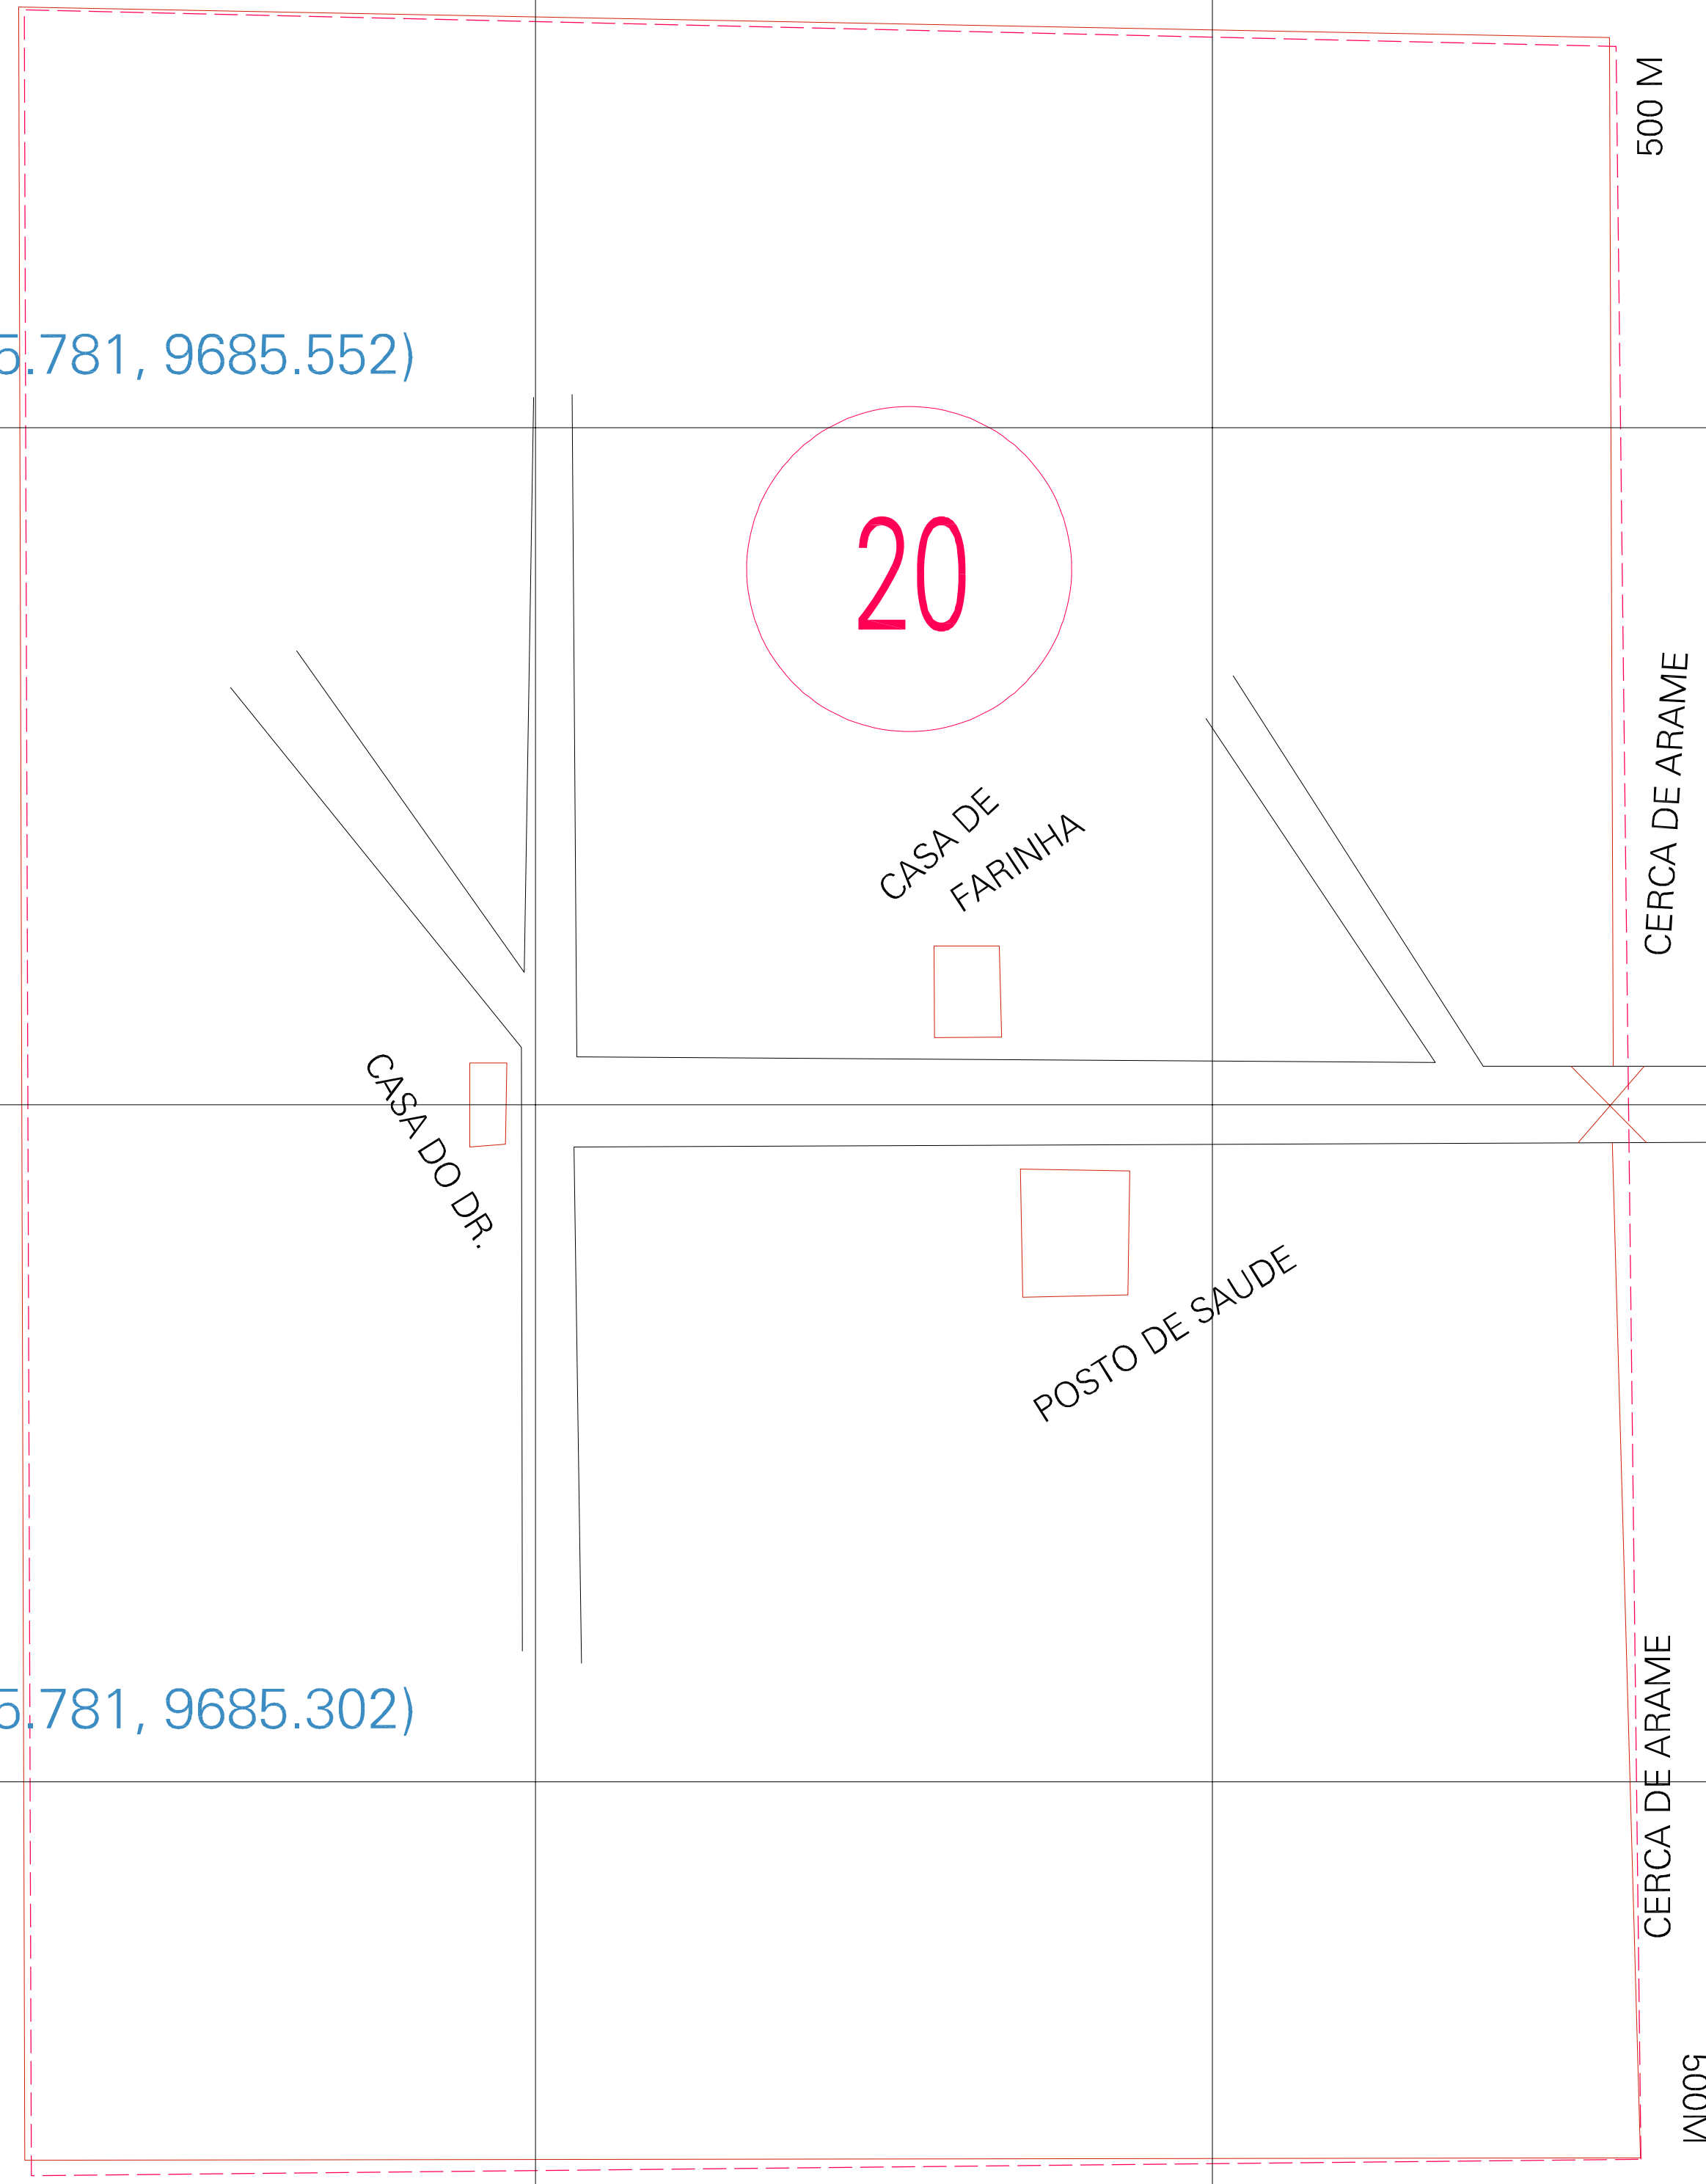 500 M
5.781, 9685.552)
20
CERCA DE ARAME
CASA DE
FARINHA
CASA DO DR.
POSTO DE SAUDE
CERCA DE ARAME
5.781, 9685.302)
500M